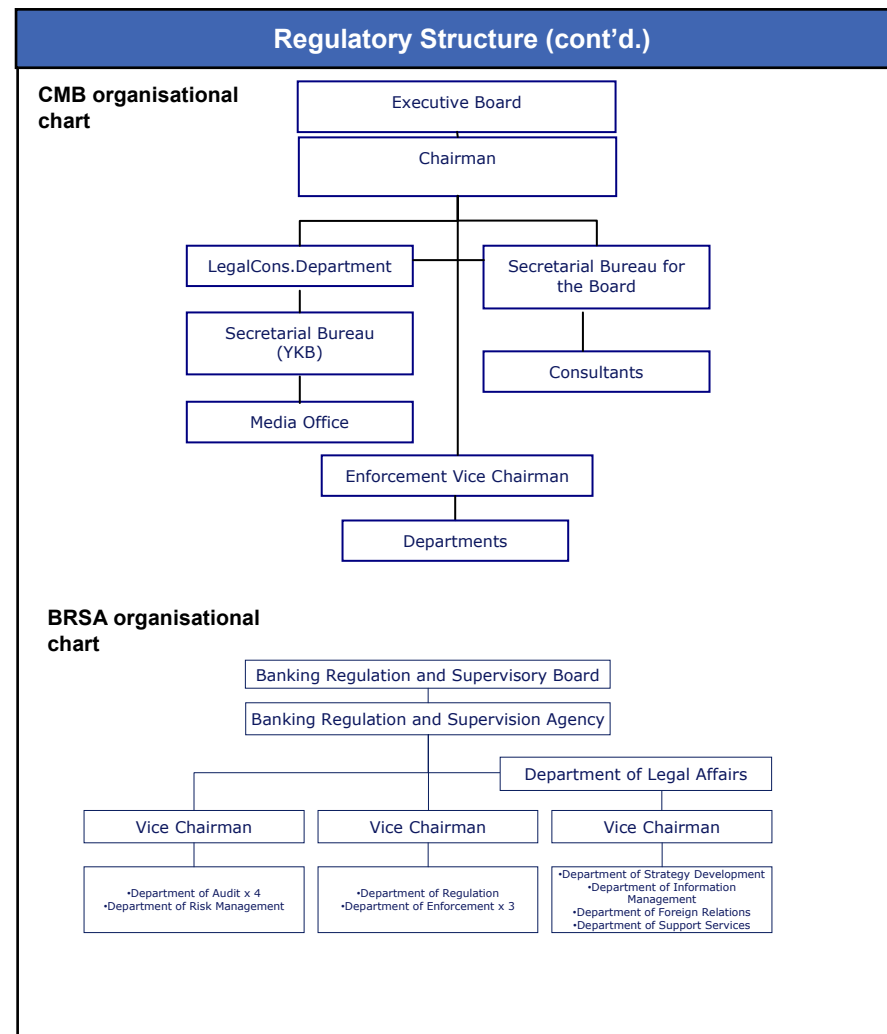 Regulatory Structure (cont’d.)
CMB organisational
chart
Executive Board
Chairman
LegalCons.Department
Secretarial Bureau for
the Board
Secretarial Bureau
(YKB)
Consultants
Media Office
Enforcement Vice Chairman
Departments
BRSA organisational
chart
Banking Regulation and Supervisory Board
Banking Regulation and Supervision Agency
Department of Legal Affairs
Vice Chairman
Vice Chairman
Vice Chairman
•Department of Audit x 4
•Department of Risk Management
•Department of Regulation
•Department of Enforcement x 3
•Department of Strategy Development
•Department of Information
Management
•Department of Foreign Relations
•Department of Support Services